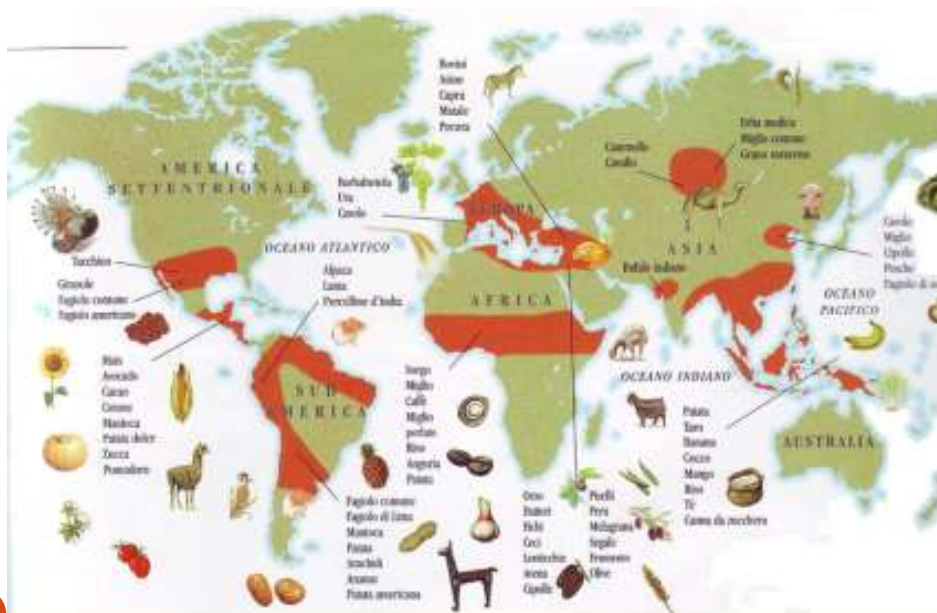 Bovini
Asino
Capra
Maiale
Pecora
Erba medica
Miglio comune
Grano saraceno
Cammello
Cavallo
AMERICA
SETTENTRIONALE
Barbabietola
Uva
Cavolo
EUROPA
ASIA
Cavolo
Miglio
Cipolle
Pesche
Fagiolo di
OCEANO ATLANTICO
Tacchino
Girasole
Fagiolo comune
Fagiolo americano
Alpaca
Lama
Porcellino d'India
Bufalo indiano
AFRICA
OCEANO
PACIFICO
Mais
Avocado
Cacao
Cotone
Manioca
Patata dolce
Zucca
Pomodoro
SUD
AMERICA
Sorgo
Miglio
Caffè
Miglio
perlato
Riso
Anguria
Patata
OCEANO INDIANO
Patata
Taro
Banana
Cocco
Mango
Riso
Tè
Canna da zucchero
AUSTRALIA
Fagiolo comune
Fagiolo di Lima
Manioca
Patata
Arachidi
Ananas
Patata americana
Orzo
Datteri
Fichi
Ceci
Lenticchie
Avena
Cipolle
Piselli
Pera
Melagrana
Segale
Frumento
Olive